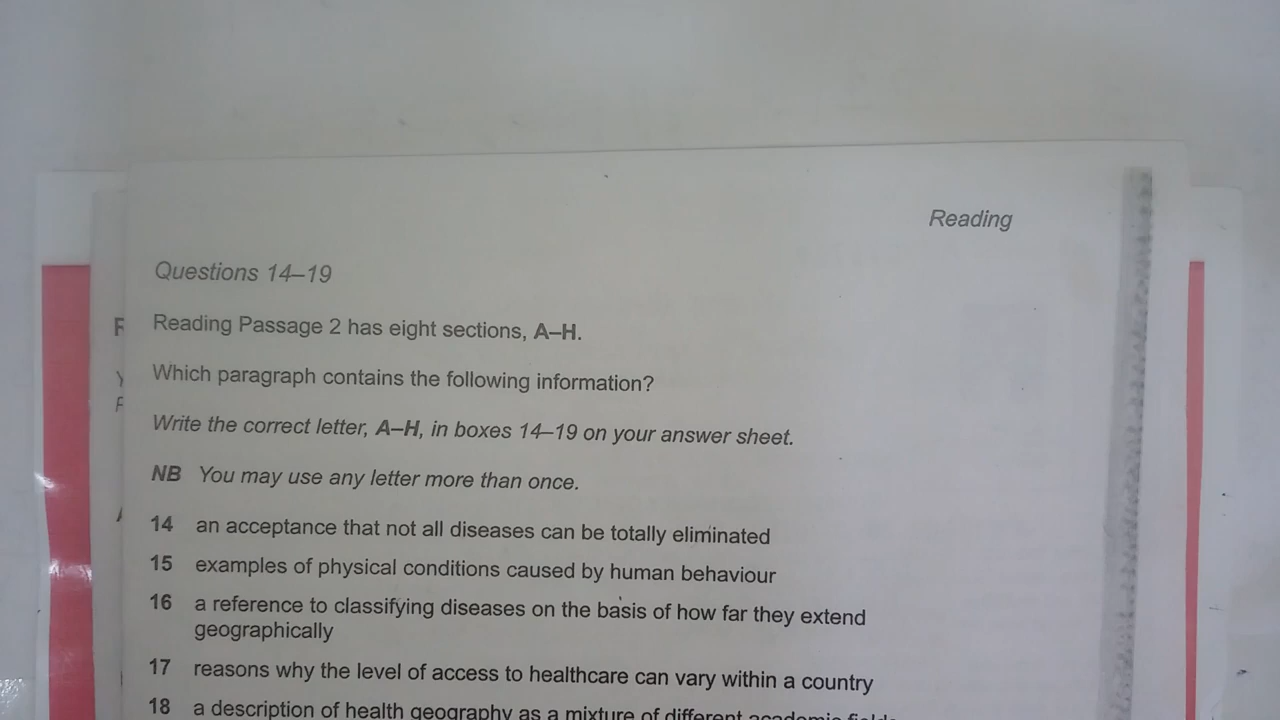 Reading
Questions 14–19
Reading Passage 2 has eight sections, A–H.
Which paragraph contains the following information?
Write the correct letter, A–H, in boxes 14–19 on your answer sheet.
NB You may use any letter more than once.
14 an acceptance that not all diseases can be totally eliminated
15 examples of physical conditions caused by human behaviour
16 a reference to classifying diseases on the basis of how far they extend
geographically
17 reasons why the level of access to healthcare can vary within a country
18 a description of health geography as a mixture of different academic fields